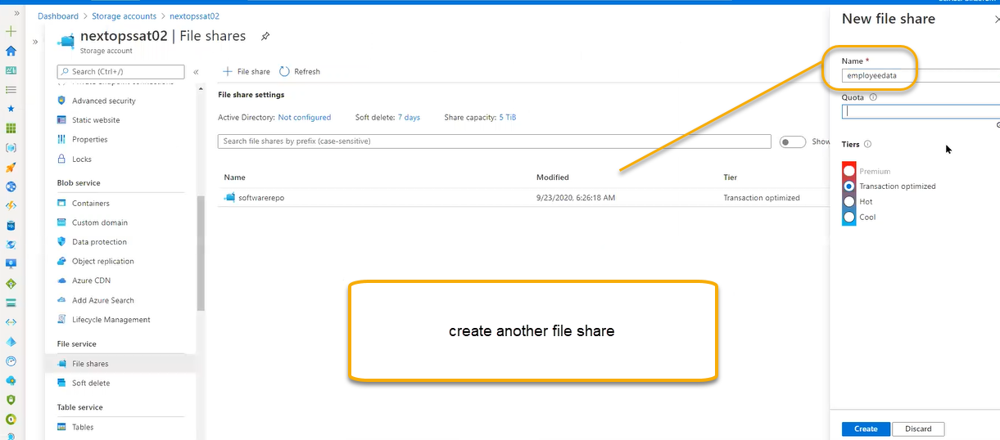 Dashboard > Storage accounts > nextopssat02
nextopssat02 | File shares
Storage account
Search (Ctrl+/)
Advanced security
Static website
Properties
Locks
Blob service
Containers
Custom domain
Data protection
Object replication
Azure CDN
Add Azure Search
Lifecycle Management
File service
File shares
Soft delete
Table service
Tables
File share
Refresh
File share settings
Active Directory: Not configured Soft delete: 7 days Share capacity: 5 TiB
Search file shares by prefix (case-sensitive)
Show
Name Modified Tier
softwarerepo 9/23/2020, 6:26:18 AM Transaction optimized
create another file share
New file share
Name *
employeedata
Quota
Tiers
Premium
Transaction optimized
Hot
Cool
Create Discard